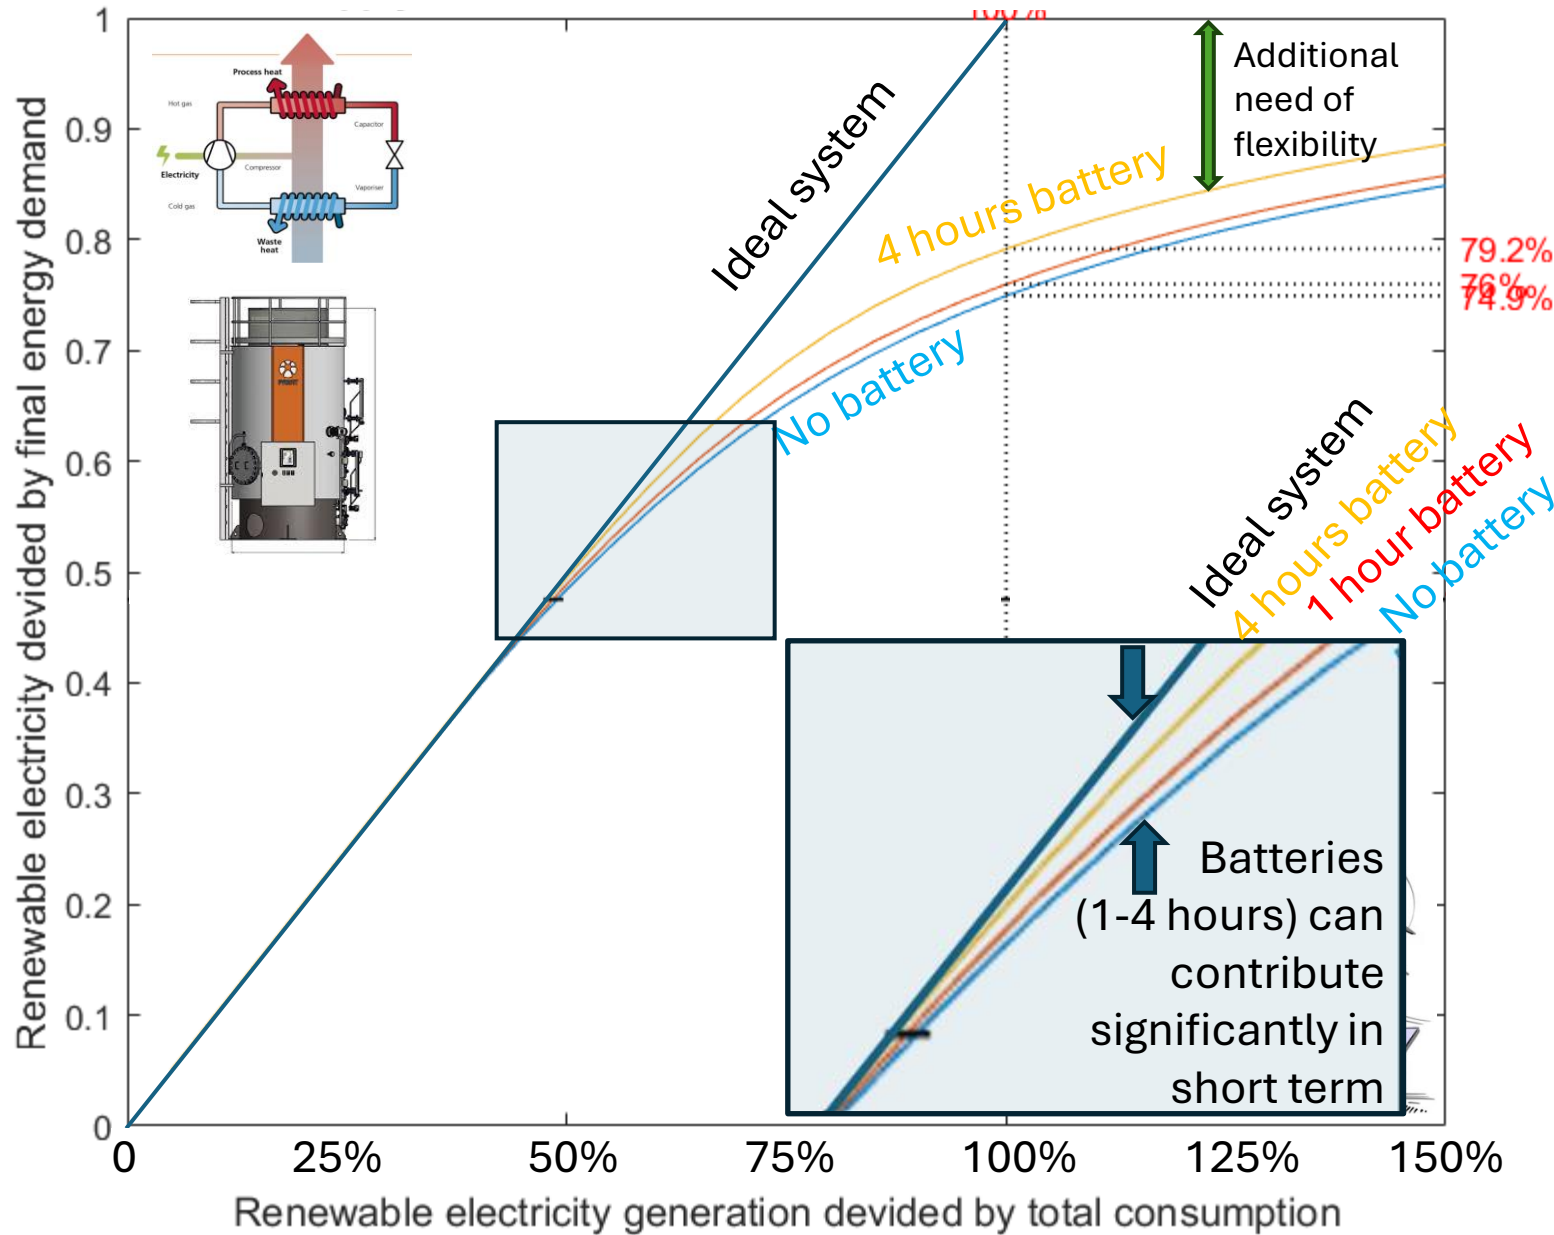 100%
1
0.9
0.8
0.7
0.6
0.5
0.4
0.3
0.2
0.1
0
Renewable electricity devided by final energy demand
Process heat
Hot gas
Capacitor
Electricity
Compressor
Vaporiser
Cold gas
Waste
heat
Ideal system
4 hours battery
No battery
Additional
need of
flexibility
79.2%
76%
74.9%
Ideal system
4 hours battery
1 hour battery
No battery
Batteries
(1-4 hours) can
contribute
significantly in
short term
0
25%
50%
75%
100%
125%
150%
Renewable electricity generation devided by total consumption